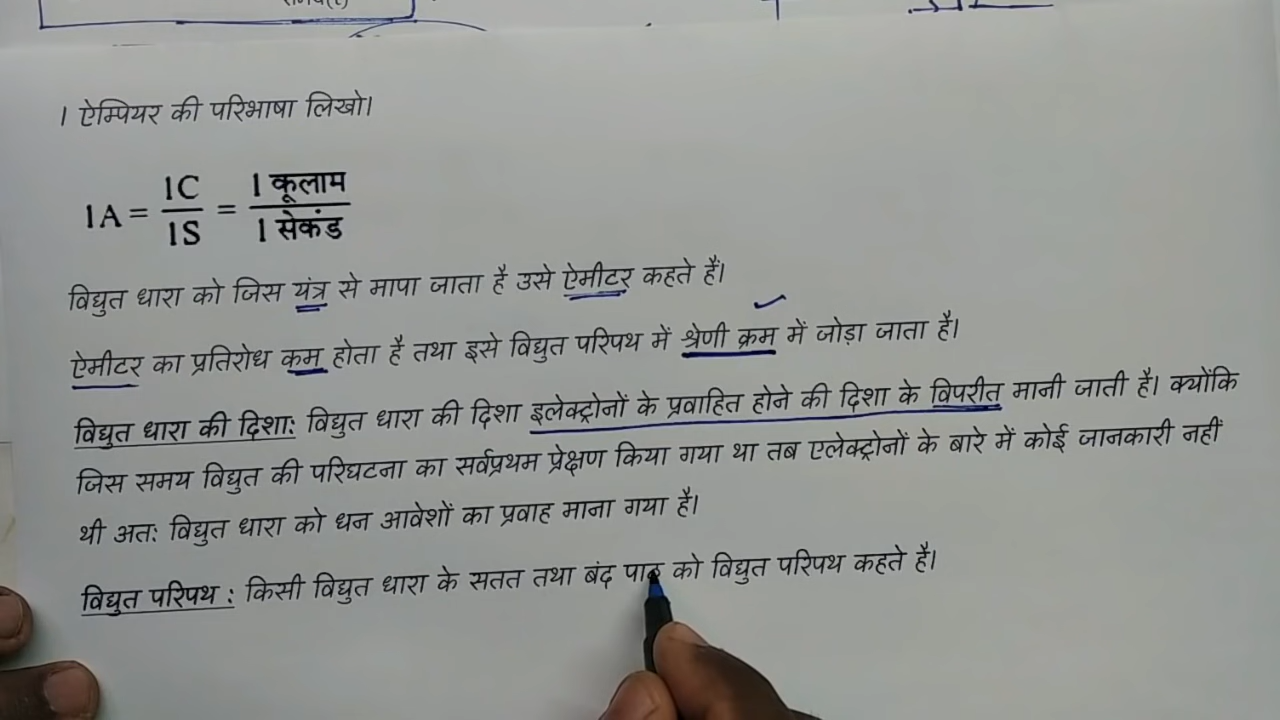 समय(t)
1 ऐम्पियर की परिभाषा लिखो।
1A = 1C/1S = 1 कूलाम/1 सेकंड
विद्युत धारा को जिस यंत्र से मापा जाता है उसे ऐमीटर कहते हैं।
ऐमीटर का प्रतिरोध कम होता है तथा इसे विद्युत परिपथ में श्रेणी क्रम में जोड़ा जाता है।
विद्युत धारा की दिशा: विद्युत धारा की दिशा इलेक्ट्रोनों के प्रवाहित होने की दिशा के विपरीत मानी जाती है। क्योंकि
जिस समय विद्युत की परिघटना का सर्वप्रथम प्रेक्षण किया गया था तब एलेक्ट्रोनों के बारे में कोई जानकारी नहीं
थी अत: विद्युत धारा को धन आवेशों का प्रवाह माना गया है।
विद्युत परिपथ : किसी विद्युत धारा के सतत तथा बंद को विद्युत परिपथ कहते है।